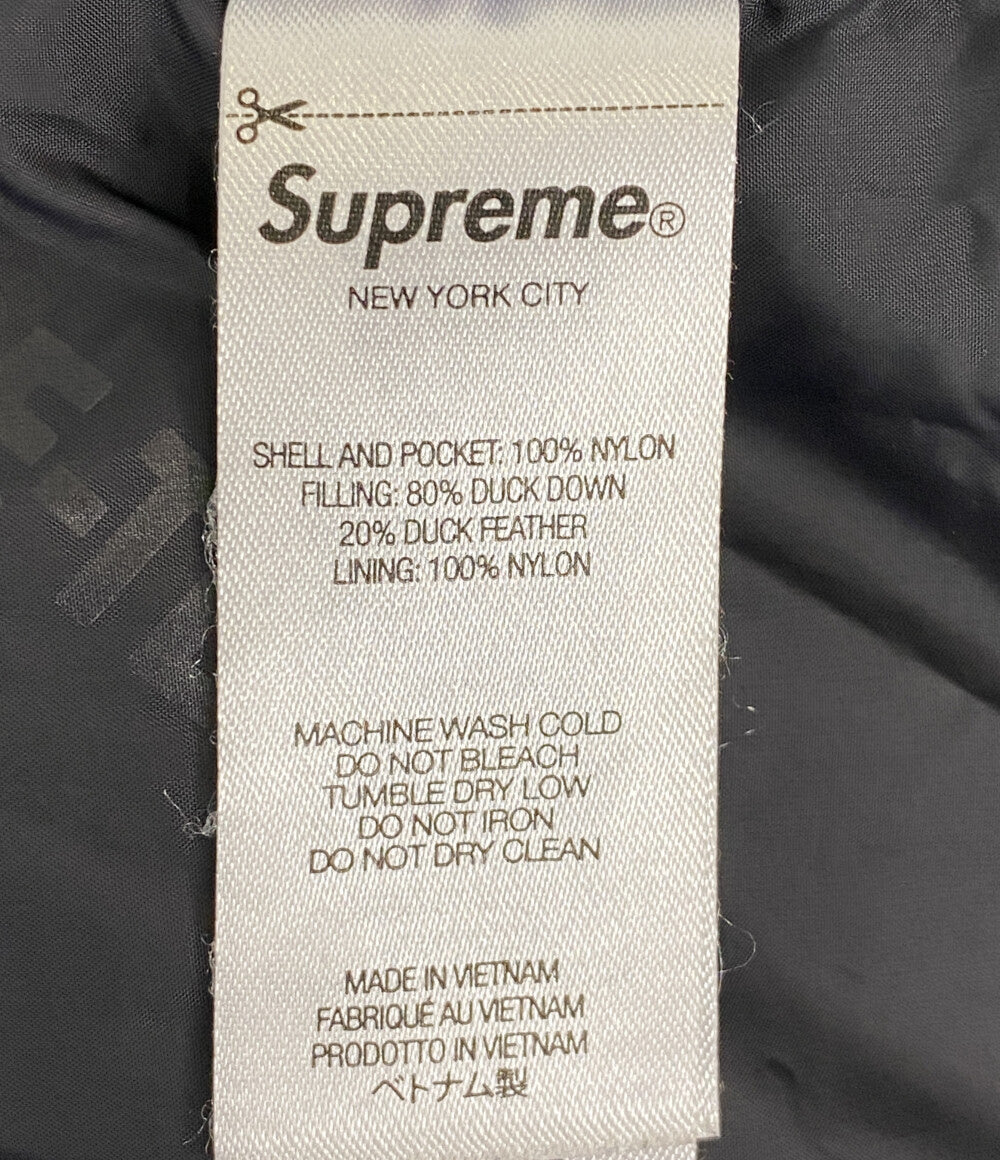 Supreme®
NEW YORK CITY
SHELL AND POCKET: 100% NYLON
FILLING: 80% DUCK DOWN
20% DUCK FEATHER
LINING: 100% NYLON
MACHINE WASH COLD
DO NOT BLEACH
TUMBLE DRY LOW
DO NOT IRON
DO NOT DRY CLEAN
MADE IN VIETNAM
FABRIQUÉ AU VIETNAM
PRODOTTO IN VIETNAM
ベトナム製